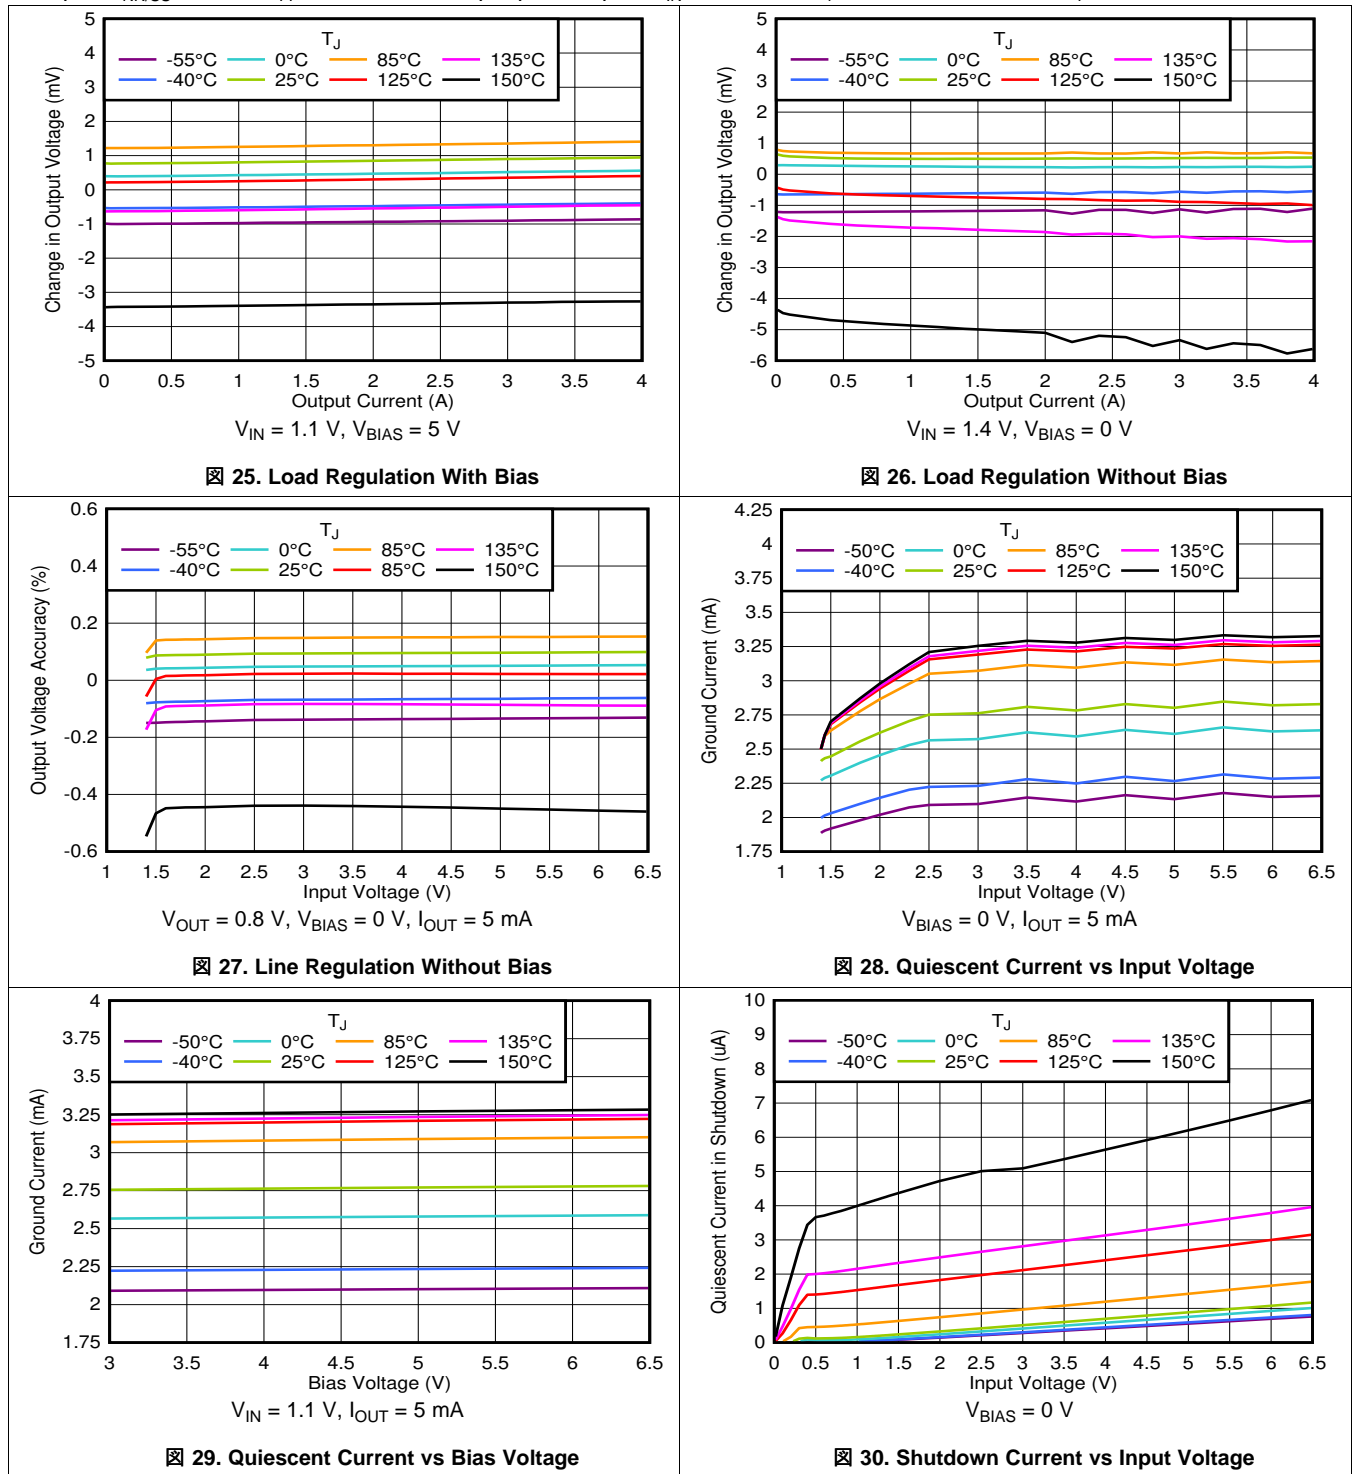 5
4
3
2
1
0
-1
-2
-3
-4
-5
Change in Output Voltage (mV)
TJ
-55°C 0°C 85°C 135°C
-40°C 25°C 125°C 150°C
0 0.5 1 1.5 2 2.5 3 3.5 4
Output Current (A)
VIN = 1.1 V, VBIAS = 5 V
図 25. Load Regulation With Bias
5
4
3
2
1
0
-1
-2
-3
-4
-5
-6
Change in Output Voltage (mV)
TJ
-55°C 0°C 85°C 135°C
-40°C 25°C 125°C 150°C
0 0.5 1 1.5 2 2.5 3 3.5 4
Output Current (A)
VIN = 1.4 V, VBIAS = 0 V
図 26. Load Regulation Without Bias
0.6
0.4
0.2
0
-0.2
-0.4
-0.6
Output Voltage Accuracy (%)
TJ
-55°C 0°C 85°C 135°C
-40°C 25°C 85°C 150°C
1 1.5 2 2.5 3 3.5 4 4.5 5 5.5 6 6.5
Input Voltage (V)
VOUT = 0.8 V, VBIAS = 0 V, IOUT = 5 mA
図 27. Line Regulation Without Bias
4.25
4
3.75
3.5
3.25
3
2.75
2.5
2.25
2
1.75
Ground Current (mA)
TJ
-50°C 0°C 85°C 135°C
-40°C 25°C 125°C 150°C
1 1.5 2 2.5 3 3.5 4 4.5 5 5.5 6 6.5
Input Voltage (V)
VBIAS = 0 V, IOUT = 5 mA
図 28. Quiescent Current vs Input Voltage
4
3.75
3.5
3.25
3
2.75
2.5
2.25
2
1.75
Ground Current (mA)
TJ
-50°C 0°C 85°C 135°C
-40°C 25°C 125°C 150°C
3 3.5 4 4.5 5 5.5 6 6.5
Bias Voltage (V)
VIN = 1.1 V, IOUT = 5 mA
図 29. Quiescent Current vs Bias Voltage
10
9
8
7
6
5
4
3
2
1
0
Quiescent Current in Shutdown (uA)
TJ
-50°C 0°C 85°C 135°C
-40°C 25°C 125°C 150°C
0 0.5 1 1.5 2 2.5 3 3.5 4 4.5 5 5.5 6 6.5
Input Voltage (V)
VBIAS = 0 V
図 30. Shutdown Current vs Input Voltage